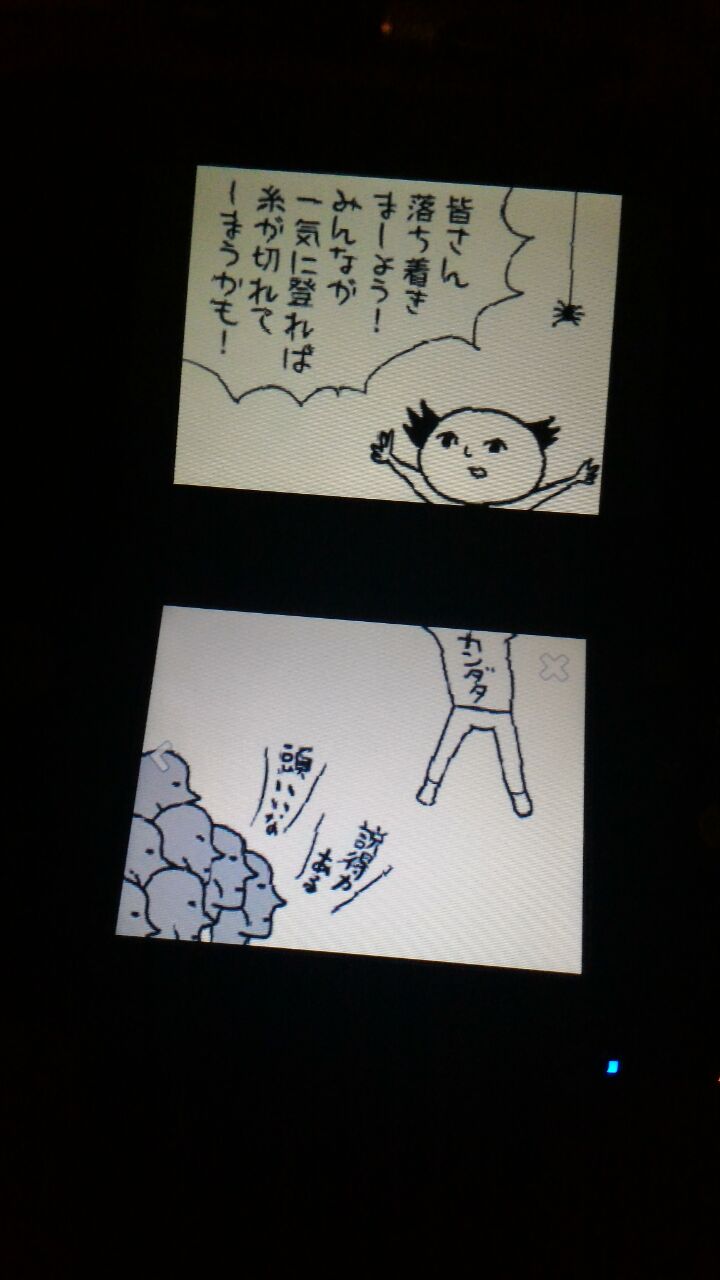 皆さん
落ち着き
ましょう！
みんなが
一気に登れば
糸が切れて
しまうかも！
カンダタ
説得力
ある
頭いいな